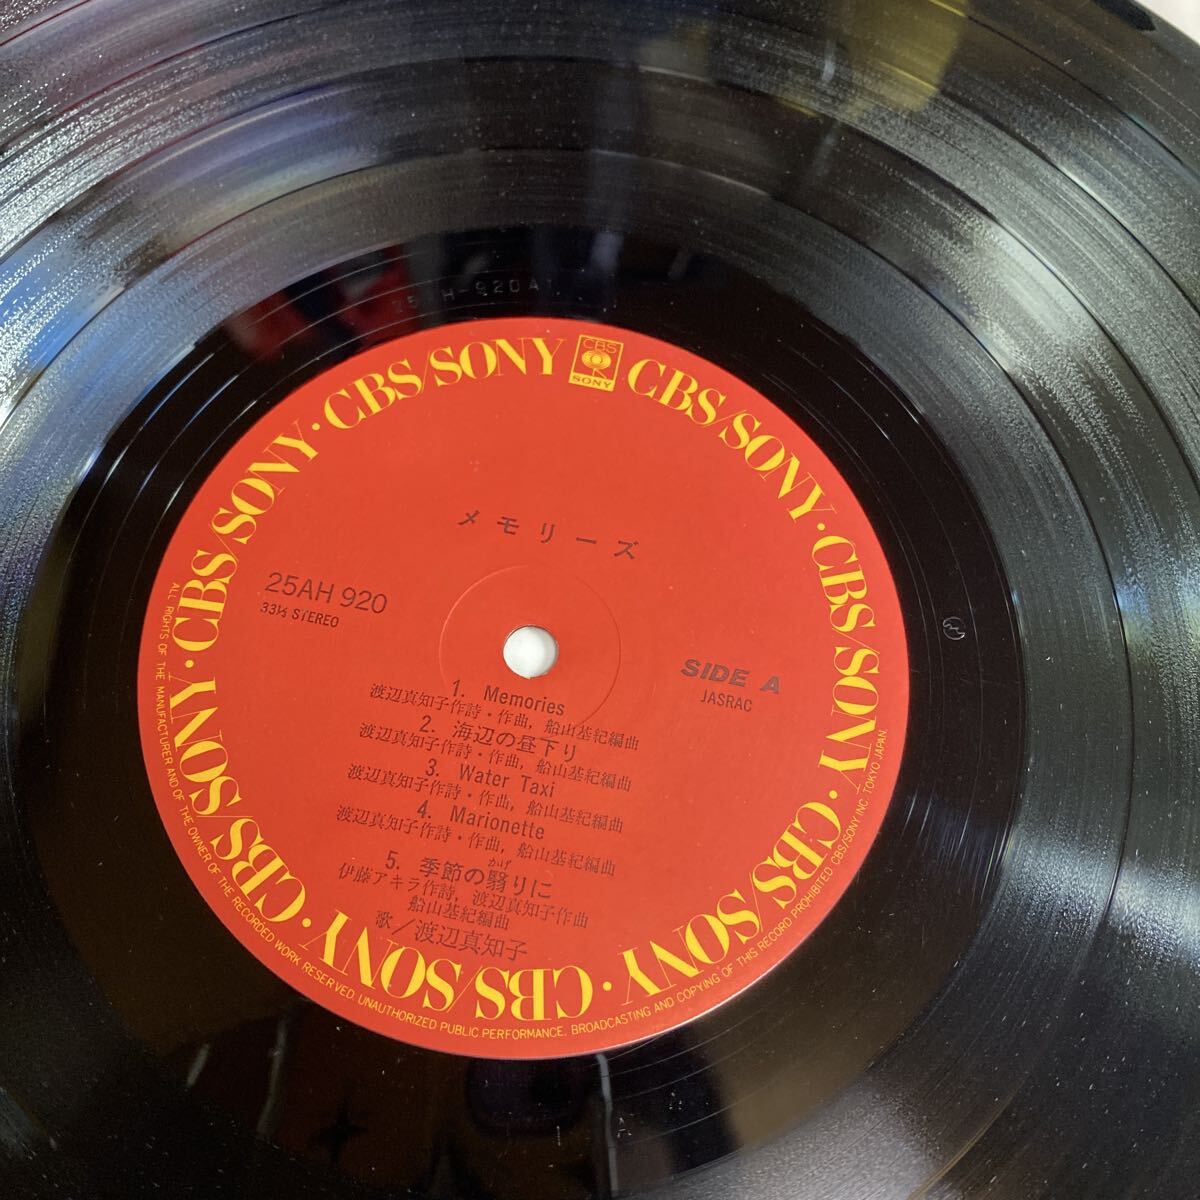 25AH-920A1
CBS/SONY · CBS/SONY · CBS/SONY · CBS/SONY · CBS/SONY · CBS/SONY · CBS/SONY · CBS/SONY
CBS
SONY
メモリーズ
25AH 920
33⅓ STEREO
SIDE A
JASRAC
1. Memories
渡辺真知子作詩・作曲, 船山基紀編曲
2. 海辺の昼下り
渡辺真知子作詩・作曲, 船山基紀編曲
3. Water Taxi
渡辺真知子作詩・作曲, 船山基紀編曲
4. Marionette
渡辺真知子作詩・作曲, 船山基紀編曲
かげ
5. 季節の翳りに
伊藤アキラ作詩, 渡辺真知子作曲
船山基紀編曲
歌／渡辺真知子
ALL RIGHTS OF THE MANUFACTURER AND OF THE OWNER OF THE RECORDED WORK RESERVED. UNAUTHORIZED PUBLIC PERFORMANCE, BROADCASTING AND COPYING OF THIS RECORD PROHIBITED CBS/SONY INC. TOKYO JAPAN
1 A